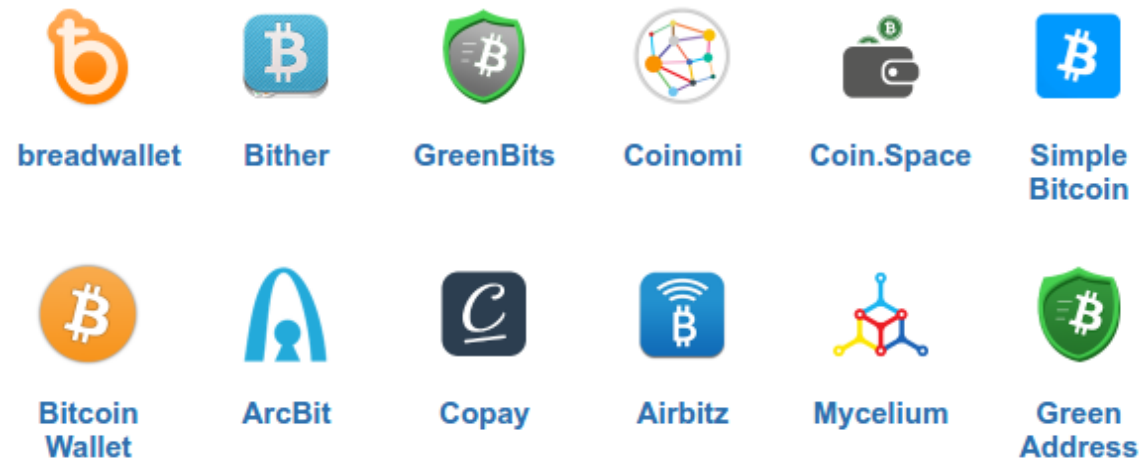 breadwallet
Bither
GreenBits
Coinomi
Coin.Space
Simple
Bitcoin
Bitcoin
Wallet
ArcBit
Copay
Airbitz
Mycelium
Green
Address